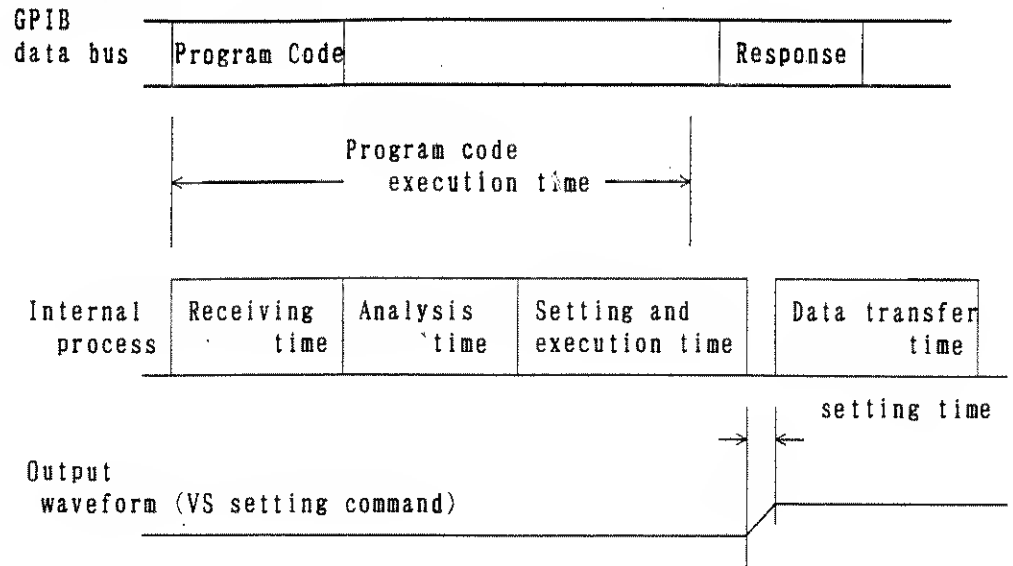 GPIB
data bus
Program Code
Response
Program code
execution time
Internal
process
Receiving
time
Analysis
time
Setting and
execution time
Data transfer
time
setting time
Output
waveform (VS setting command)